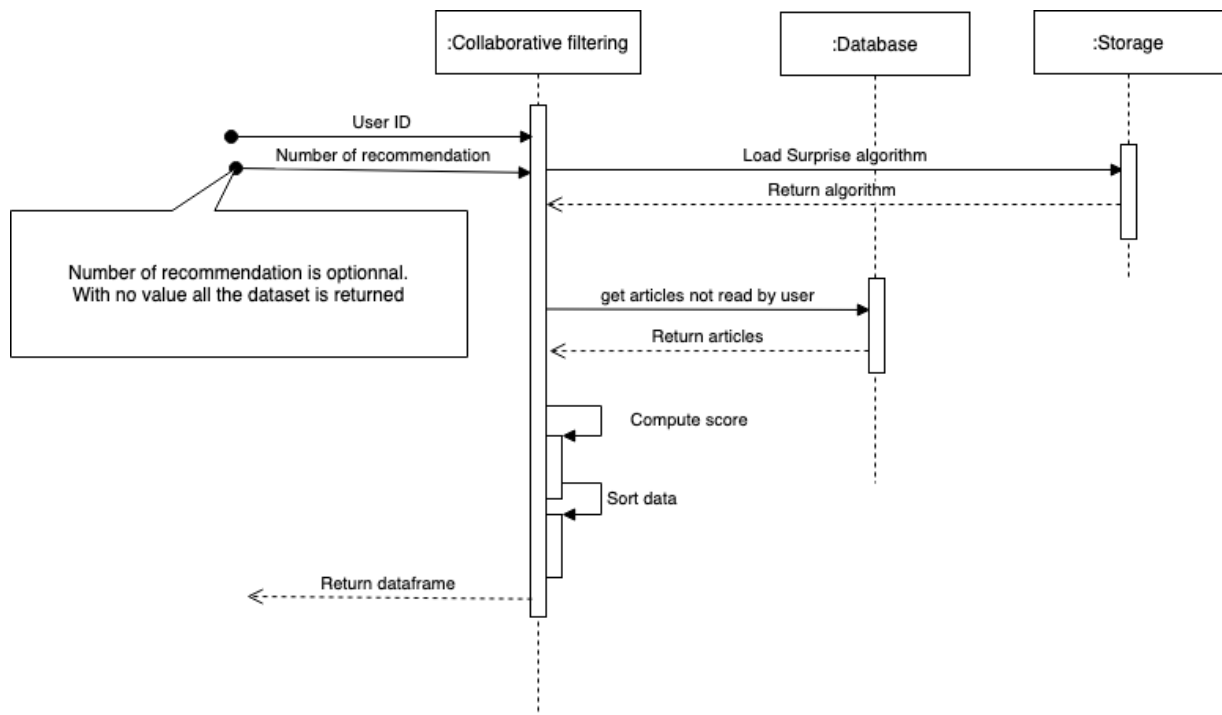 :Collaborative filtering
:Database
:Storage
User ID
Number of recommendation
Load Surprise algorithm
Return algorithm
Number of recommendation is optionnal.
With no value all the dataset is returned
get articles not read by user
Return articles
Compute score
Sort data
Return dataframe